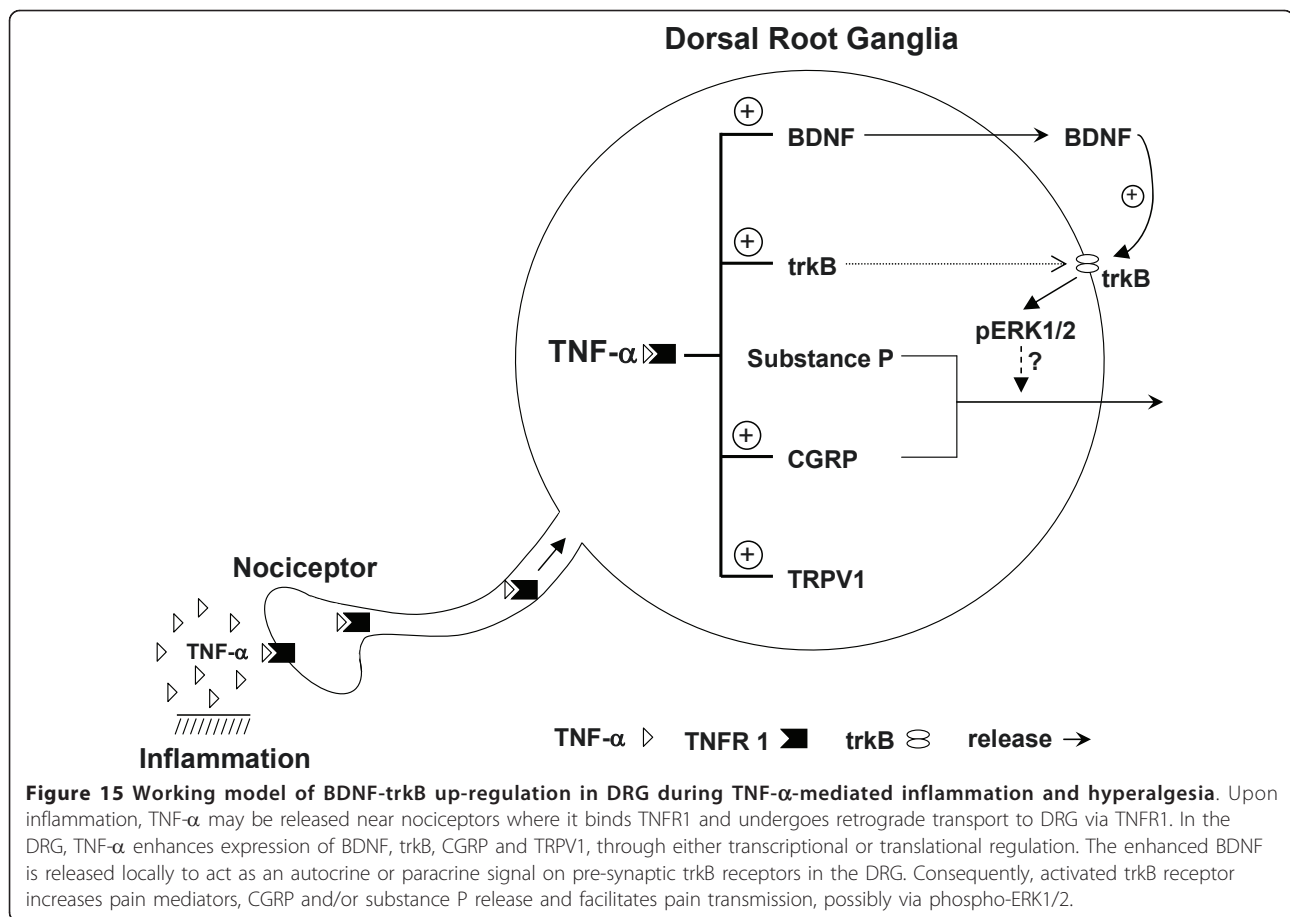 Dorsal Root Ganglia
+
BDNF
BDNF
+
+
trkB
trkB
pERK1/2
?
TNF-α
Substance P
+
CGRP
+
TRPV1
Nociceptor
TNF-α
Inflammation
TNF-α TNFR 1 trkB release
Figure 15 Working model of BDNF-trkB up-regulation in DRG during TNF-α-mediated inflammation and hyperalgesia. Upon
inflammation, TNF-α may be released near nociceptors where it binds TNFR1 and undergoes retrograde transport to DRG via TNFR1. In the
DRG, TNF-α enhances expression of BDNF, trkB, CGRP and TRPV1, through either transcriptional or translational regulation. The enhanced BDNF
is released locally to act as an autocrine or paracrine signal on pre-synaptic trkB receptors in the DRG. Consequently, activated trkB receptor
increases pain mediators, CGRP and/or substance P release and facilitates pain transmission, possibly via phospho-ERK1/2.